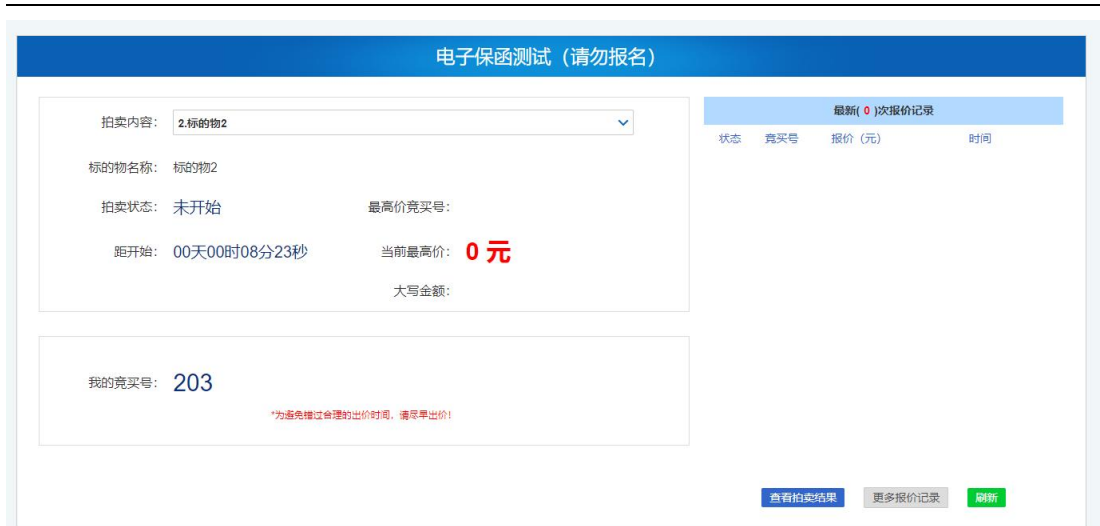 电子保函测试（请勿报名）
拍卖内容： 2.标的物2
标的物名称： 标的物2
拍卖状态： 未开始 最高价竞买号：
距开始： 00天00时08分23秒 当前最高价： 0 元
大写金额：
我的竞买号： 203
*为避免错过合理的出价时间，请尽早出价！
最新( 0 )次报价记录
状态 竞买号 报价（元） 时间
查看拍卖结果 更多报价记录 刷新